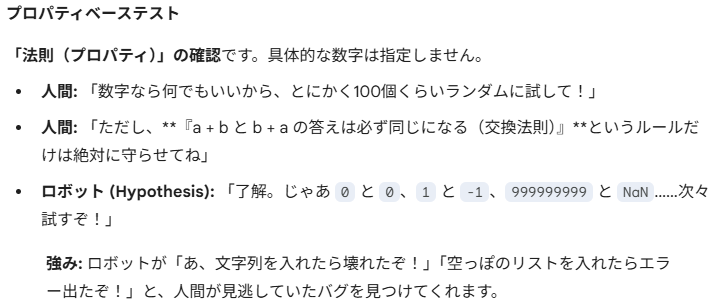 プロパティベーステスト
「法則（プロパティ）」の確認です。具体的な数字は指定しません。
• 人間: 「数字なら何でもいいから、とにかく100個くらいランダムに試して！」
• 人間: 「ただし、**『a + b と b + a の答えは必ず同じになる（交換法則）』**というルールだ
けは絶対に守らせてね」
• ロボット (Hypothesis): 「了解。じゃあ 0 と 0、1 と -1、999999999 と NaN……次々
試すぞ！」
強み: ロボットが「あ、文字列を入れたら壊れたぞ！」「空っぽのリストを入れたらエラ
ー出たぞ！」と、人間が見逃していたバグを見つけてくれます。